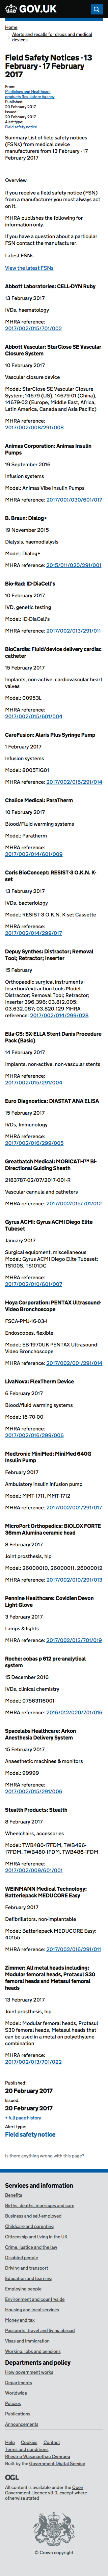 GOV.UK
Home
Alerts and recalls for drugs and medical
devices
Field Safety Notices - 13
February - 17 February
2017
From:
Medicines and Healthcare
products Regulatory Agency
Published:
20 February 2017
Issued:
20 February 2017
Alert type:
Field safety notice
Summary List of field safety notices
(FSNs) from medical device
manufacturers from 13 February - 17
February 2017
Overview
If you receive a field safety notice (FSN)
from a manufacturer you must always act
on it.
If you have a question about a specific
FSN contact the manufacturer.
Latest FSNs
View the latest FSNs
Abbott Laboratories: CELL-DYN Ruby
13 February 2017
IVDs, haematology
MHRA reference:
2017/002/015/701/002
Abbott Vascular: StarClose SE Vascular
Closure System
10 February 2017
Vascular closure device
Model: StarClose SE Vascular Closure
System; 14679 (US), 14679-01 (China),
14679-02 (Europe, Middle East, Africa,
Latin America, Canada and Asia Pacific)
MHRA reference:
2017/002/008/291/008
Animas Corporation: Animas Insulin
Pumps
19 September 2016
Infusion systems
Model: Animas Vibe Insulin Pumps
MHRA reference: 2017/001/030/601/017
B. Braun: Dialog+
19 November 2015
Dialysis, haemodialysis
Model: Dialog+
MHRA reference: 2015/011/020/291/001
Bio-Rad: ID-DiaCell's
10 February 2017
IVD, genetic testing
Model: ID-DiaCell's
MHRA reference: 2017/002/013/291/011
BioCardia: Fluid/device delivery cardiac
catheter
15 February 2017
Implants, non-active, cardiovascular heart
valves
Model: 00953L
MHRA reference:
2017/002/015/601/004
CareFusion: Alaris Plus Syringe Pump
1 February 2017
Infusion systems
Model: 8005TIG01
MHRA reference: 2017/002/016/291/014
Chalice Medical: ParaTherm
10 February 2017
Blood/Fluid warming systems
Model: Paratherm
MHRA reference:
2017/002/014/601/009
Coris BioConcept: RESIST-3 O.K.N. K-
set
13 February 2017
IVDs, bacteriology
Model: RESIST-3 O.K.N. K-set Cassette
MHRA reference:
2017/002/014/299/017
Depuy Synthes: Distractor; Removal
Tool; Retractor; Inserter
15 February
Orthopaedic surgical instruments -
insertion/extraction tools Model:
Distractor; Removal Tool; Retractor;
Inserter 396.396; 03.812.005;
03.630.087; 03.820.129 MHRA
reference: 2017/002/014/299/028
Ella-CS: SX-ELLA Stent Danis Procedure
Pack (Basic)
14 February 2017
Implants, non-active, non-vascular stents
MHRA reference:
2017/002/015/291/004
Euro Diagnostica: DIASTAT ANA ELISA
15 February 2017
IVDs, immunology
MHRA reference:
2017/002/016/299/005
Greatbatch Medical: MOBICATH™ Bi-
Directional Guiding Sheath
2183787-02/07/2017-001-R
Vascular cannula and catheters
MHRA reference: 2017/002/015/701/012
Gyrus ACMI: Gyrus ACMI Diego Elite
Tubeset
January 2017
Surgical equipment, miscellaneous
Model: Gyrus ACMI Diego Elite Tubeset;
TS100S, TS101DC
MHRA reference:
2017/002/010/601/007
Hoya Corporation: PENTAX Ultrasound-
Video Bronchoscope
FSCA-PMJ-16-03-1
Endoscopes, flexible
Model: EB-1970UK PENTAX Ultrasound-
Video Bronchoscope
MHRA reference: 2017/002/001/291/014
LivaNova: FlexTherm Device
6 February 2017
Blood/fluid warming systems
Model: 16-70-00
MHRA reference:
2017/002/016/299/006
Medtronic MiniMed: MiniMed 640G
Insulin Pump
February 2017
Ambulatory insulin infusion pump
Model: MMT-1711, MMT-1712
MHRA reference: 2017/002/001/291/017
MicroPort Orthopedics: BIOLOX FORTE
36mm Alumina ceramic head
8 February 2017
Joint prosthesis, hip
Model: 26000010, 26000011, 26000012
MHRA reference: 2017/002/010/291/013
Pennine Healthcare: Covidien Devon
Light Glove
3 February 2017
Lamps & lights
MHRA reference: 2017/002/013/701/019
Roche: cobas p 612 pre-analytical
system
15 December 2016
IVDs, clinical chemistry
Model: 07563116001
MHRA reference: 2016/012/020/701/016
Spacelabs Healthcare: Arkon
Anesthesia Delivery System
15 February 2017
Anaesthetic machines & monitors
Model: 99999
MHRA reference:
2017/002/015/291/006
Stealth Products: Stealth
8 February 2017
Wheelchairs, accessories
Model: TWB480-17FDM, TWB486-
17FDM, TWB480-1FDM, TWB486-1FDM
MHRA reference:
2017/002/009/601/001
WEINMANN Medical Technology:
Batteriepack MEDUCORE Easy
February 2017
Defibrillators, non-implantable
Model: Batteriepack MEDUCORE Easy;
40155
MHRA reference: 2017/002/016/291/011
Zimmer: All metal heads including:
Modular femoral heads, Protasul S30
femoral heads and Metasul femoral
heads
13 February 2017
Joint prosthesis, hip
Model: Modular femoral heads, Protasul
S30 femoral heads, Metasul have not
been made to be used in a particular
combination
MHRA reference:
2017/002/013/701/022
Published:
20 February 2017
Issued:
20 February 2017
+ full page history
Alert type:
Field safety notice
Is there anything wrong with this page?
Services and information
Benefits
Births, deaths, marriages and care
Business and self-employed
Childcare and parenting
Citizenship and living in the UK
Crime, justice and the law
Disabled people
Driving and transport
Education and learning
Employing people
Environment and countryside
Housing and local services
Money and tax
Passports, travel and living abroad
Visas and immigration
Working, jobs and pensions
Departments and policy
How government works
Departments
Worldwide
Policies
Publications
Announcements
Help Cookies Contact
Terms and conditions
Rhestr o Wasanaethau Cymraeg
Built by the Government Digital Service
OGL
All content is available under the Open
Government Licence v3.0, except where
otherwise stated
© Crown copyright